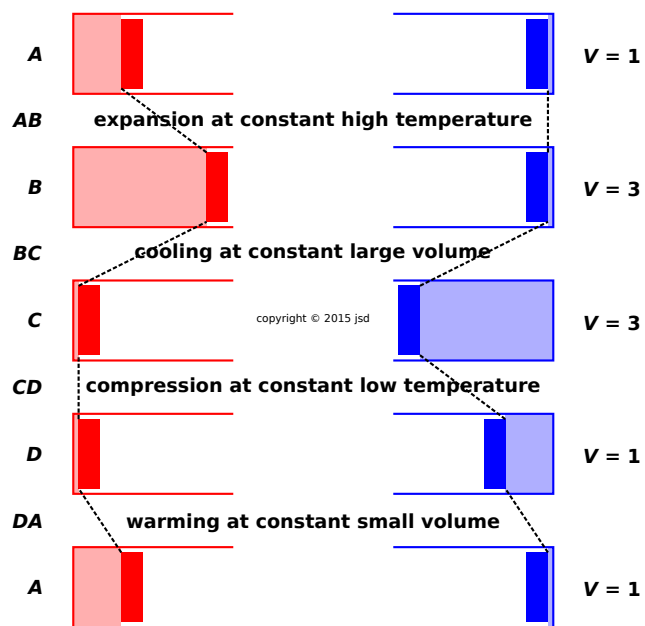 A V = 1
AB expansion at constant high temperature
B V = 3
BC cooling at constant large volume
C copyright © 2015 jsd V = 3
CD compression at constant low temperature
D V = 1
DA warming at constant small volume
A V = 1